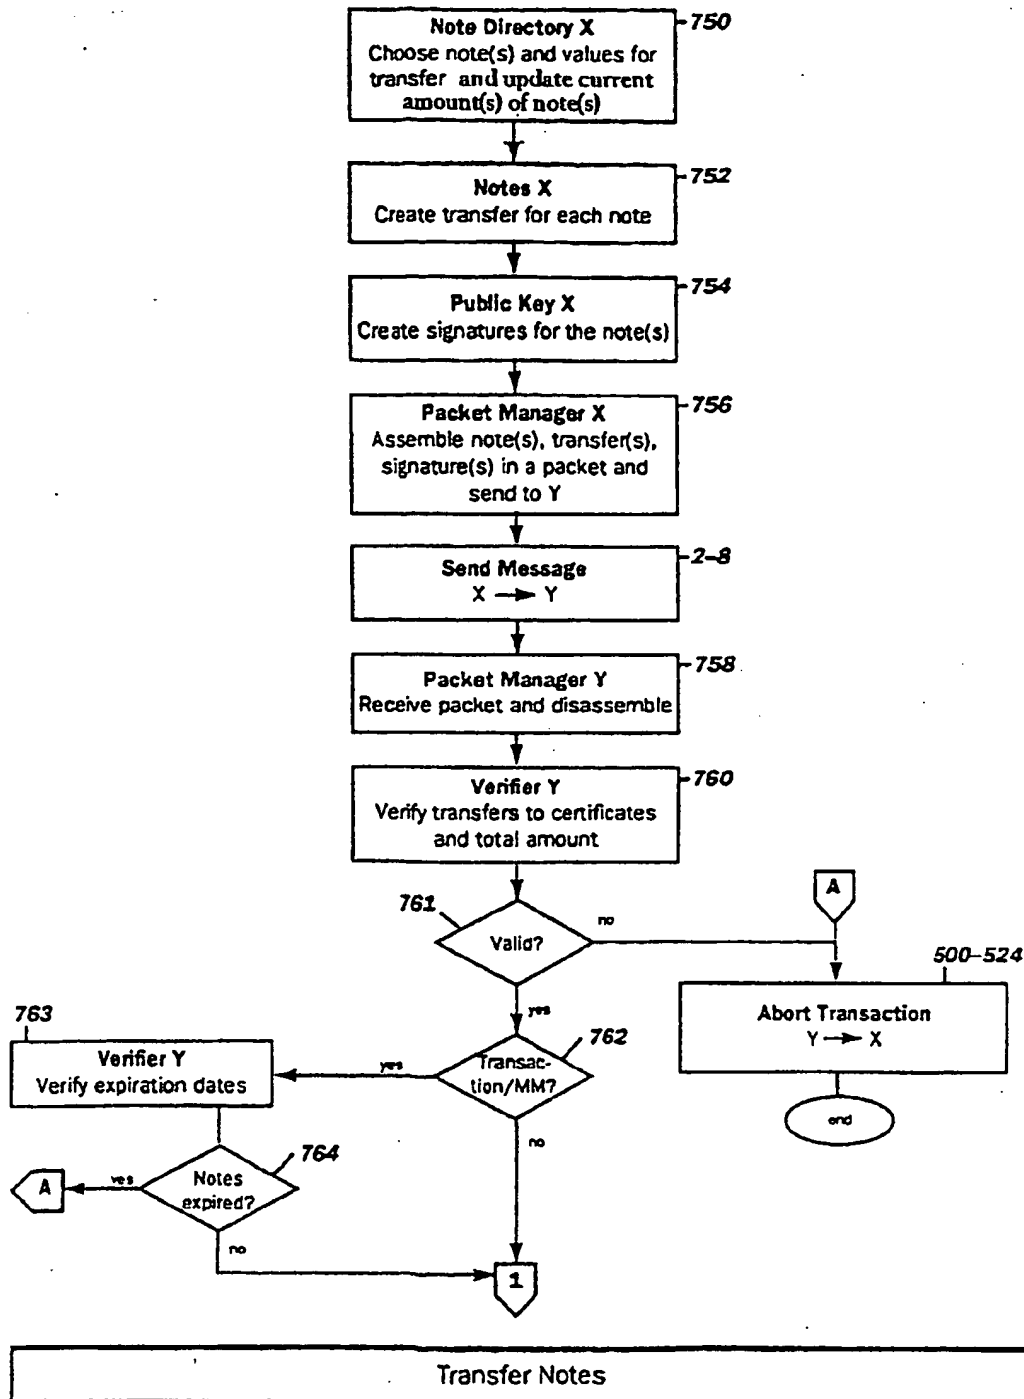 Note Directory X
750
Choose note(s) and values for
transfer and update current
amount(s) of note(s)
Notes X
752
Create transfer for each note
Public Key X
754
Create signatures for the note(s)
Packet Manager X
756
Assemble note(s), transfer(s),
signature(s) in a packet and
send to Y
Send Message
2-8
X → Y
Packet Manager Y
758
Receive packet and disassemble
Verifier Y
760
Verify transfers to certificates
and total amount
761
Valid?
no
A
500-524
Abort Transaction
Y → X
end
yes
762
Transac-
tion/MM?
yes
no
763
Verifier Y
Verify expiration dates
764
Notes
expired?
yes
A
no
1
Transfer Notes